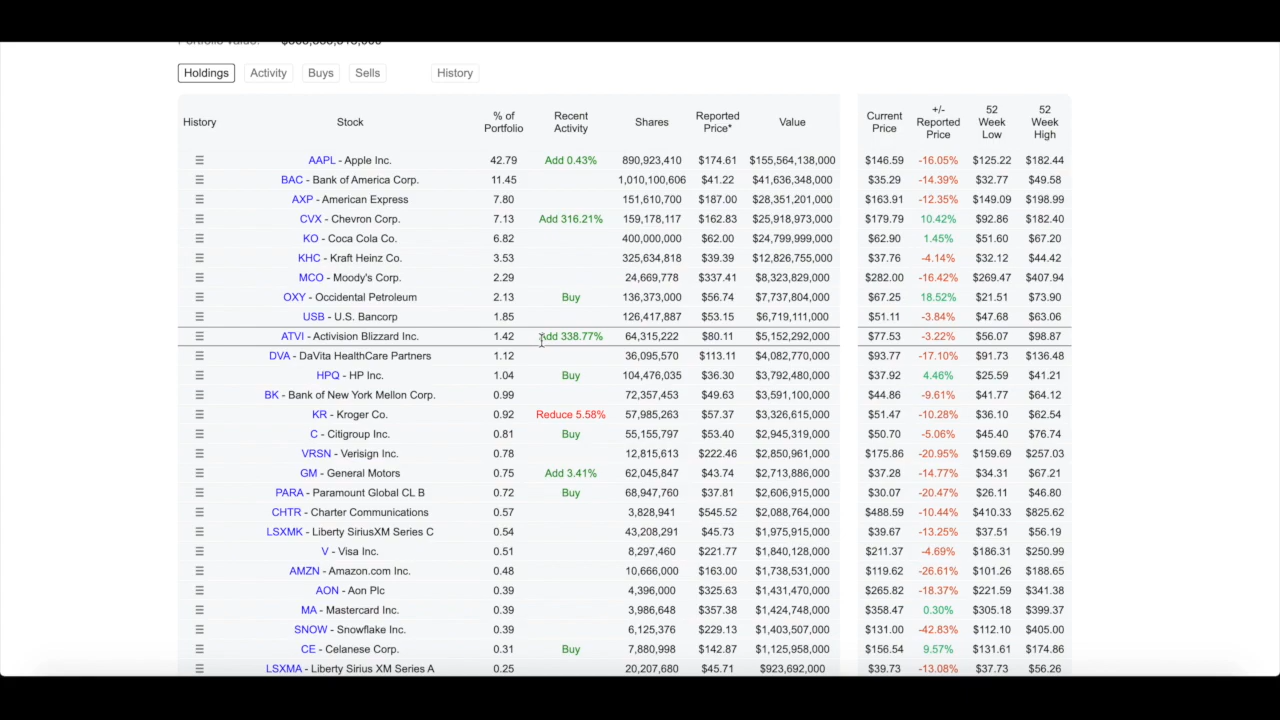 Holdings Activity Buys Sells History
History Stock % of Portfolio Recent Activity Shares Reported Price* Value Current Price +/- Reported Price 52 Week Low 52 Week High
☰ AAPL - Apple Inc. 42.79 Add 0.43% 890,923,410 $174.61 $155,564,138,000 $146.59 -16.05% $125.22 $182.44
☰ BAC - Bank of America Corp. 11.45 1,010,100,606 $41.22 $41,636,348,000 $35.29 -14.39% $32.77 $49.58
☰ AXP - American Express 7.80 151,610,700 $187.00 $28,351,201,000 $163.91 -12.35% $149.09 $198.99
☰ CVX - Chevron Corp. 7.13 Add 316.21% 159,178,117 $162.83 $25,918,973,000 $179.79 10.42% $92.86 $182.40
☰ KO - Coca Cola Co. 6.82 400,000,000 $62.00 $24,799,999,000 $62.90 1.45% $51.60 $67.20
☰ KHC - Kraft Heinz Co. 3.53 325,634,818 $39.39 $12,826,755,000 $37.76 -4.14% $32.12 $44.42
☰ MCO - Moody's Corp. 2.29 24,669,778 $337.41 $8,323,829,000 $282.00 -16.42% $269.47 $407.94
☰ OXY - Occidental Petroleum 2.13 Buy 136,373,000 $56.74 $7,737,804,000 $67.25 18.52% $21.51 $73.90
☰ USB - U.S. Bancorp 1.85 126,417,887 $53.15 $6,719,111,000 $51.11 -3.84% $47.68 $63.06
☰ ATVI - Activision Blizzard Inc. 1.42 Add 338.77% 64,315,222 $80.11 $5,152,292,000 $77.53 -3.22% $56.07 $98.87
☰ DVA - DaVita HealthCare Partners 1.12 36,095,570 $113.11 $4,082,770,000 $93.77 -17.10% $91.73 $136.48
☰ HPQ - HP Inc. 1.04 Buy 104,476,035 $36.30 $3,792,480,000 $37.92 4.46% $25.59 $41.21
☰ BK - Bank of New York Mellon Corp. 0.99 72,357,453 $49.63 $3,591,100,000 $44.86 -9.61% $41.77 $64.12
☰ KR - Kroger Co. 0.92 Reduce 5.58% 57,985,263 $57.37 $3,326,615,000 $51.47 -10.28% $36.10 $62.54
☰ C - Citigroup Inc. 0.81 Buy 55,155,797 $53.40 $2,945,319,000 $50.70 -5.06% $45.40 $76.74
☰ VRSN - Verisign Inc. 0.78 12,815,613 $222.46 $2,850,961,000 $175.86 -20.95% $159.69 $257.03
☰ GM - General Motors 0.75 Add 3.41% 62,045,847 $43.74 $2,713,886,000 $37.28 -14.77% $34.31 $67.21
☰ PARA - Paramount Global CL B 0.72 Buy 68,947,760 $37.81 $2,606,915,000 $30.07 -20.47% $26.11 $46.80
☰ CHTR - Charter Communications 0.57 3,828,941 $545.52 $2,088,764,000 $488.59 -10.44% $410.33 $825.62
☰ LSXMK - Liberty SiriusXM Series C 0.54 43,208,291 $45.73 $1,975,915,000 $39.67 -13.25% $37.51 $56.19
☰ V - Visa Inc. 0.51 8,297,460 $221.77 $1,840,128,000 $211.37 -4.69% $186.31 $250.99
☰ AMZN - Amazon.com Inc. 0.48 10,666,000 $163.00 $1,738,531,000 $119.62 -26.61% $101.26 $188.65
☰ AON - Aon Plc 0.39 4,396,000 $325.63 $1,431,470,000 $265.82 -18.37% $221.59 $341.38
☰ MA - Mastercard Inc. 0.39 3,986,648 $357.38 $1,424,748,000 $358.47 0.30% $305.18 $399.37
☰ SNOW - Snowflake Inc. 0.39 6,125,376 $229.13 $1,403,507,000 $131.00 -42.83% $112.10 $405.00
☰ CE - Celanese Corp. 0.31 Buy 7,880,998 $142.87 $1,125,958,000 $156.54 9.57% $131.61 $174.86
☰ LSXMA - Liberty Sirius XM Series A 0.25 20,207,680 $45.71 $923,692,000 $39.73 -13.08% $37.73 $56.26